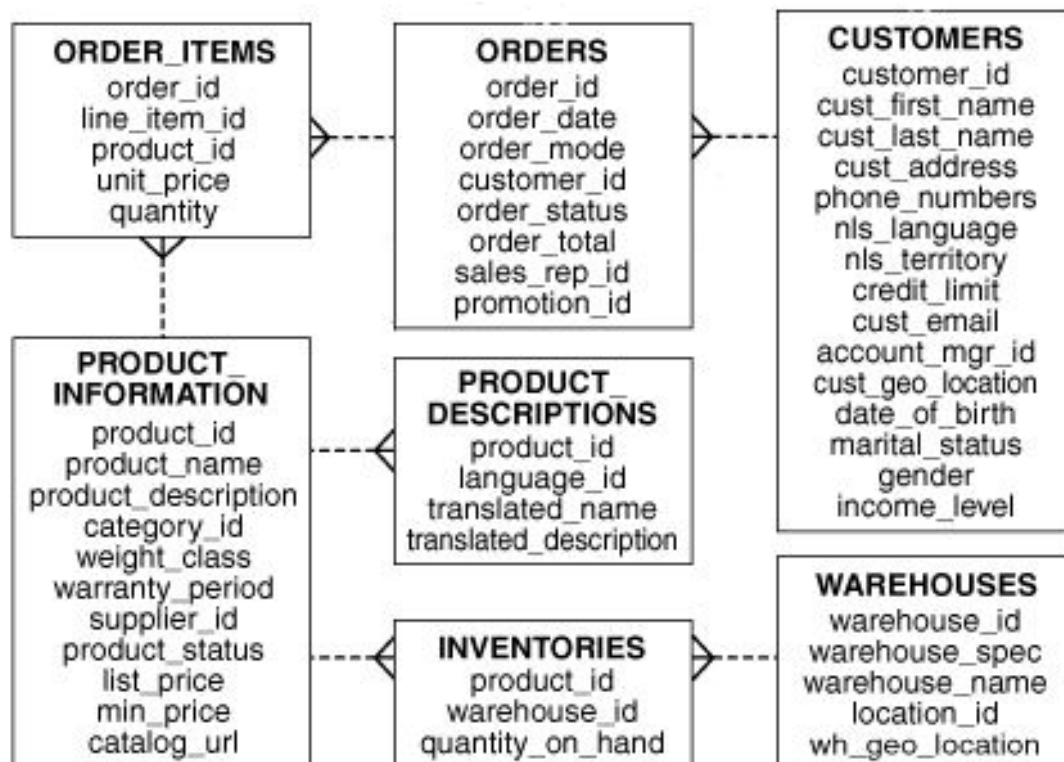 ORDER_ITEMS
order_id
line_item_id
product_id
unit_price
quantity
ORDERS
order_id
order_date
order_mode
customer_id
order_status
order_total
sales_rep_id
promotion_id
CUSTOMERS
customer_id
cust_first_name
cust_last_name
cust_address
phone_numbers
nls_language
nls_territory
credit_limit
cust_email
account_mgr_id
cust_geo_location
date_of_birth
marital_status
gender
income_level
PRODUCT_
INFORMATION
product_id
product_name
product_description
category_id
weight_class
warranty_period
supplier_id
product_status
list_price
min_price
catalog_url
PRODUCT_
DESCRIPTIONS
product_id
language_id
translated_name
translated_description
INVENTORIES
product_id
warehouse_id
quantity_on_hand
WAREHOUSES
warehouse_id
warehouse_spec
warehouse_name
location_id
wh_geo_location